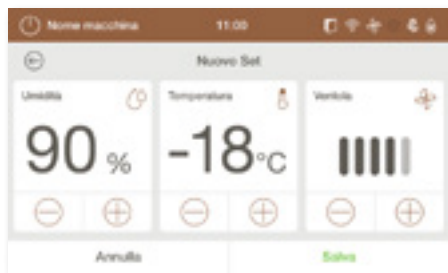 Nome macchina 11:00
Nuovo Set
Umidità Temperatura Ventola
90 % -18°C
Annulla Salva